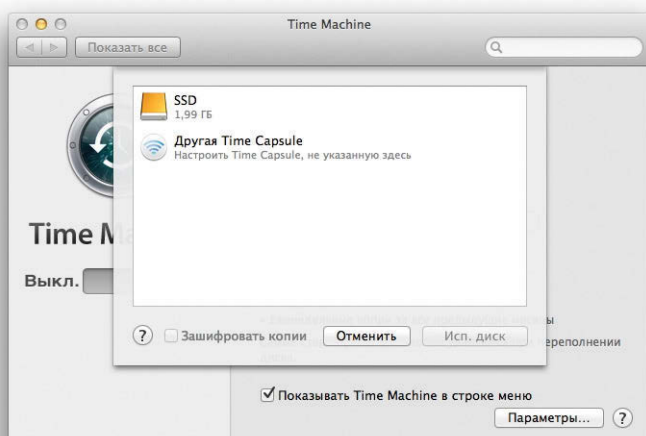 Time Machine
Показать все
SSD
1,99 ГБ
Другая Time Capsule
Настроить Time Capsule, не указанную здесь
Time M
Выкл.
? Зашифровать копии Отменить Исп. диск
переполнении
Показывать Time Machine в строке меню
Параметры... ?